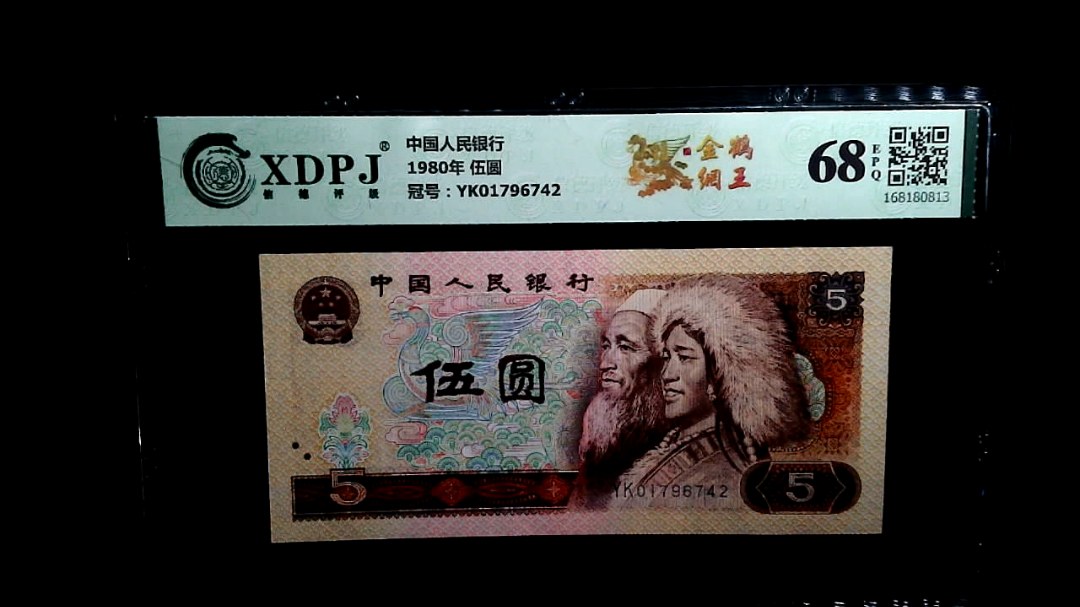 XDPJ®
信德评级
中国人民银行
1980年 伍圆
冠号：YK01796742
金鹤
纲王
68
EPQ
168180813
中国人民银行
5
伍圆
5
YK01796742
5